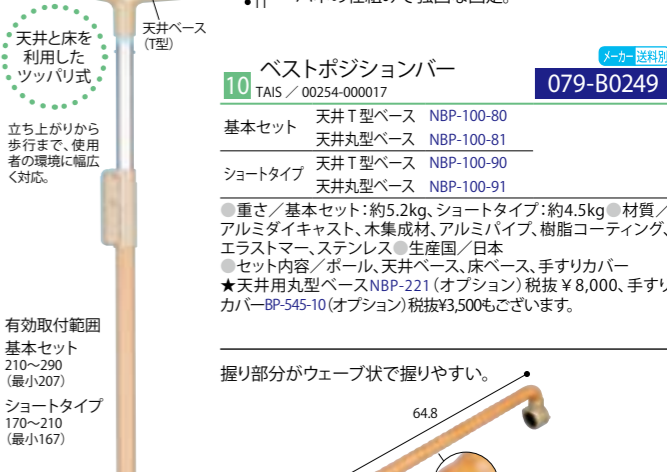 天井ベース
(T型)
天井と床を
利用した
ツッパリ式
立ち上がりから
歩行まで、使用
者の環境に幅広
く対応。
有効取付範囲
基本セット
210〜290
(最小207)
ショートタイプ
170〜210
(最小167)
メーカー送料別
ベストポジションバー
10 TAIS／00254-000017
079-B0249
基本セット 天井T型ベース NBP-100-80
天井丸型ベース NBP-100-81
ショートタイプ 天井T型ベース NBP-100-90
天井丸型ベース NBP-100-91
●重さ／基本セット：約5.2kg、ショートタイプ：約4.5kg●材質／
アルミダイキャスト、木集成材、アルミパイプ、樹脂コーティング、
エラストマー、ステンレス●生産国／日本
●セット内容／ポール、天井ベース、床ベース、手すりカバー
★天井用丸型ベースNBP-221(オプション)税抜￥8,000、手すり
カバーBP-545-10(オプション)税抜¥3,500もございます。
握り部分がウェーブ状で握りやすい。
64.8